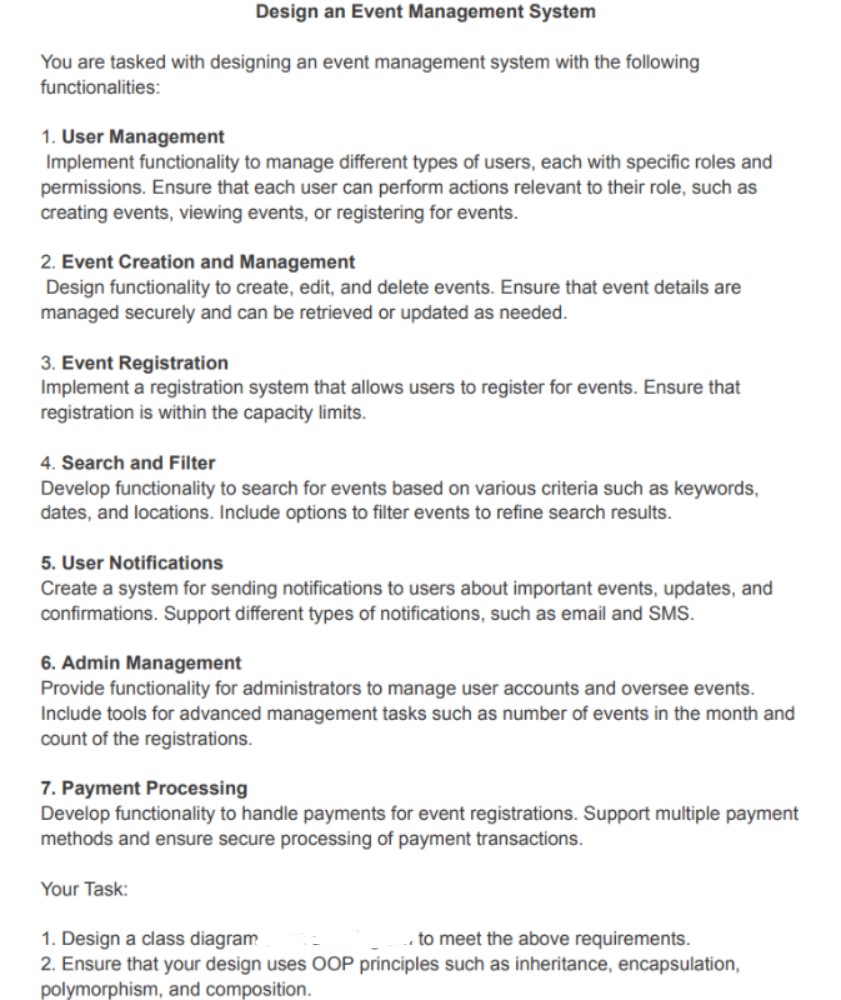 Design an Event Management System
You are tasked with designing an event management system with the following
functionalities:
1. User Management
Implement functionality to manage different types of users, each with specific roles and
permissions. Ensure that each user can perform actions relevant to their role, such as
creating events, viewing events, or registering for events.
2. Event Creation and Management
Design functionality to create, edit, and delete events. Ensure that event details are
managed securely and can be retrieved or updated as needed.
3. Event Registration
Implement a registration system that allows users to register for events. Ensure that
registration is within the capacity limits.
4. Search and Filter
Develop functionality to search for events based on various criteria such as keywords,
dates, and locations. Include options to filter events to refine search results.
5. User Notifications
Create a system for sending notifications to users about important events, updates, and
confirmations. Support different types of notifications, such as email and SMS.
6. Admin Management
Provide functionality for administrators to manage user accounts and oversee events.
Include tools for advanced management tasks such as number of events in the month and
count of the registrations.
7. Payment Processing
Develop functionality to handle payments for event registrations. Support multiple payment
methods and ensure secure processing of payment transactions.
Your Task:
1. Design a class diagram to meet the above requirements.
2. Ensure that your design uses OOP principles such as inheritance, encapsulation,
polymorphism, and composition.